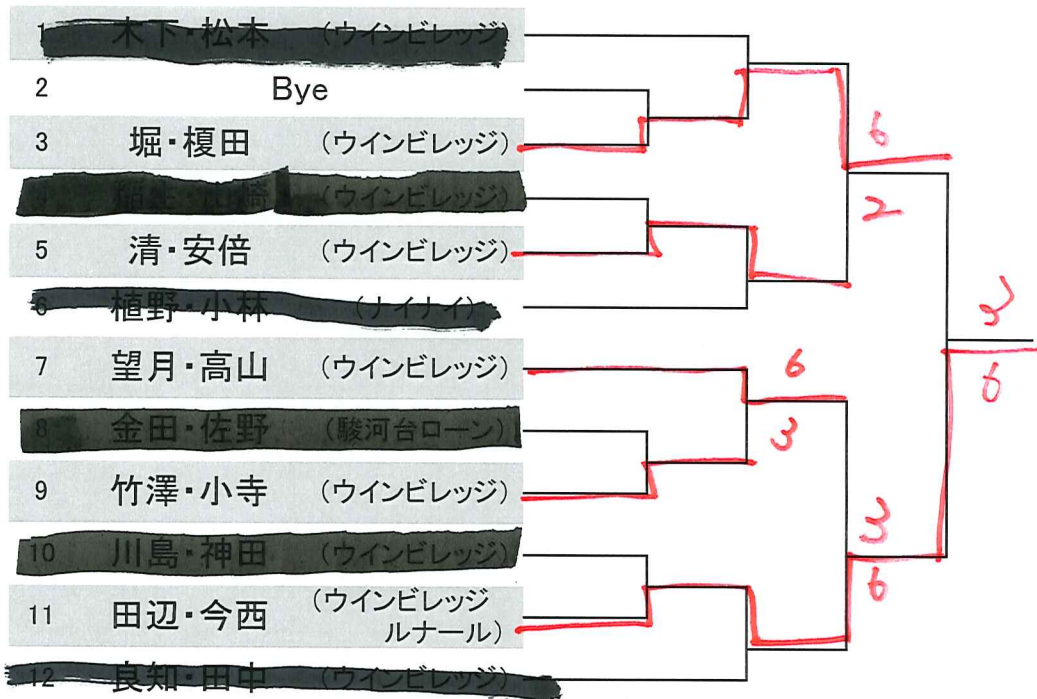 1 木下・松本 (ウインビレッジ)
2 Bye
3 堀・榎田 (ウインビレッジ)
(ウインビレッジ)
5 清・安倍 (ウインビレッジ)
6 植野・小林 (ナイナイ)
7 望月・高山 (ウインビレッジ)
8 金田・佐野 (駿河台ローン)
9 竹澤・小寺 (ウインビレッジ)
10 川島・神田 (ウインビレッジ)
11 田辺・今西 (ウインビレッジ
ルナール)
12 良知・田中 (ウインビレッジ)
6
2
6
3
3
6
3
6